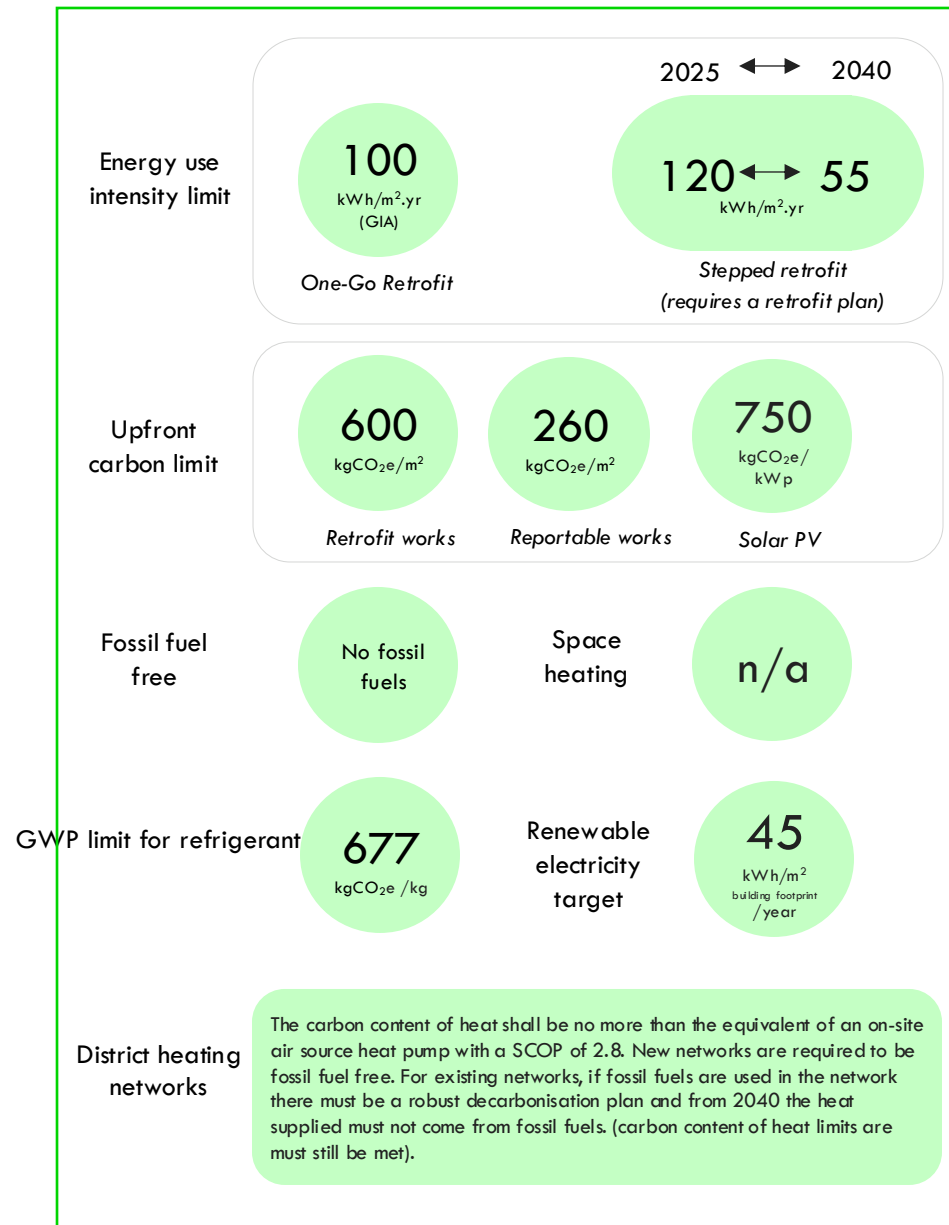 2025 2040
Energy use
intensity limit
100
kWh/m².yr
(GIA)
One-Go Retrofit
120 55
kWh/m².yr
Stepped retrofit
(requires a retrofit plan)
Upfront
carbon limit
600
kgCO₂e/m²
Retrofit works
260
kgCO₂e/m²
Reportable works
750
kgCO₂e/
kWp
Solar PV
Fossil fuel
free
No fossil
fuels
Space
heating
n/a
GWP limit for refrigerant
677
kgCO₂e /kg
Renewable
electricity
target
45
kWh/m²
building footprint
/year
District heating
networks
The carbon content of heat shall be no more than the equivalent of an on-site
air source heat pump with a SCOP of 2.8. New networks are required to be
fossil fuel free. For existing networks, if fossil fuels are used in the network
there must be a robust decarbonisation plan and from 2040 the heat
supplied must not come from fossil fuels. (carbon content of heat limits are
must still be met).